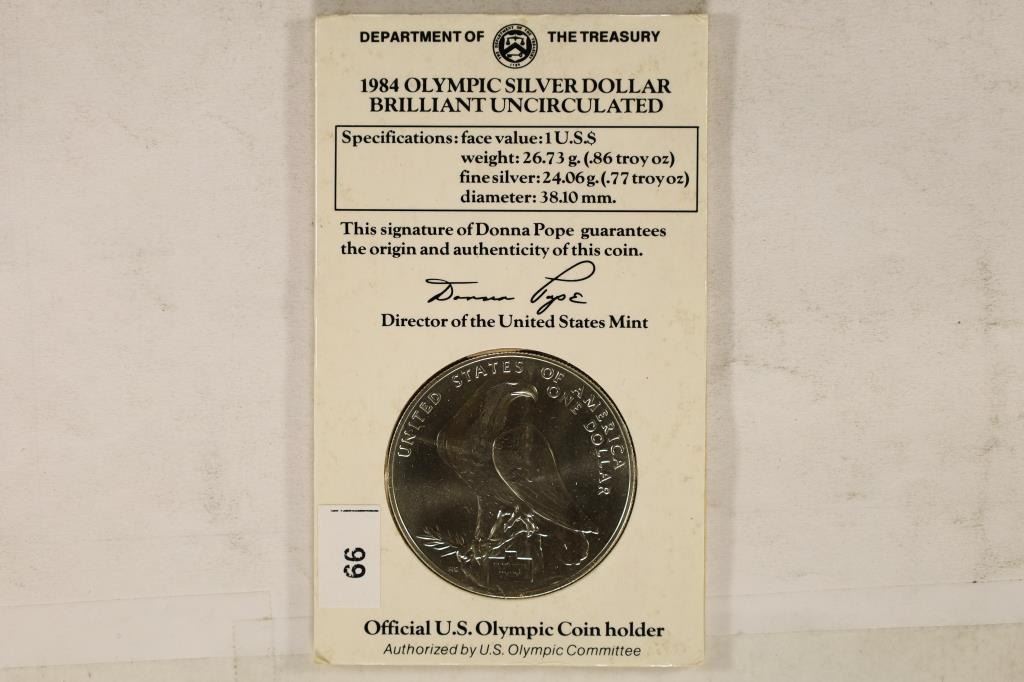 DEPARTMENT OF THE TREASURY
1984 OLYMPIC SILVER DOLLAR
BRILLIANT UNCIRCULATED
Specifications: face value: 1 U.S.$
weight: 26.73 g. (.86 troy oz)
fine silver: 24.06 g. (.77 troy oz)
diameter: 38.10 mm.
This signature of Donna Pope guarantees
the origin and authenticity of this coin.
Donna Pope
Director of the United States Mint
UNITED STATES OF AMERICA
ONE DOLLAR
66
Official U.S. Olympic Coin holder
Authorized by U.S. Olympic Committee